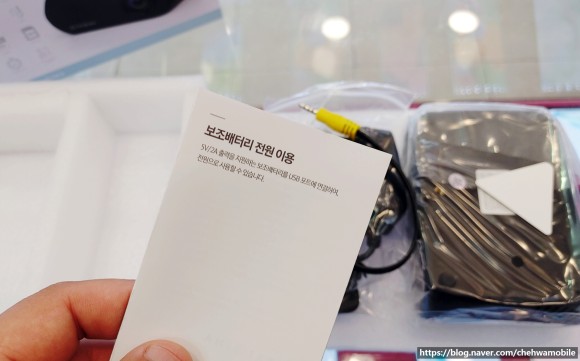 보조배터리 전원 이용
5V/2A 출력을 지원하는 보조배터리를 USB 포트에 연결하여,
전원으로 사용할 수 있습니다.
https://blog.naver.com/chehwamobile